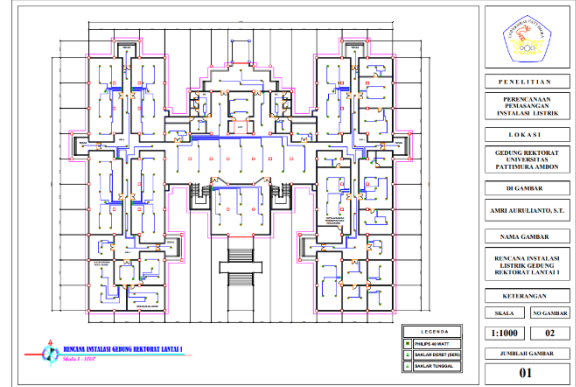 UNIVERSITAS PATTIMURA
PENELITIAN
PERENCANAAN
PEMASANGAN
INSTALASI LISTRIK
LOKASI
GEDUNG REKTORAT
UNIVERSITAS
PATTIMURA AMBON
DI GAMBAR
AMRI AURULIANTO, S.T.
NAMA GAMBAR
RENCANA INSTALASI
LISTRIK GEDUNG
REKTORAT LANTAI 1
KETERANGAN
SKALA NO GAMBAR
1:1000 02
JUMLAH GAMBAR
01
LEGENDA
PHILIPS 40 WATT
SAKLAR DERET (SERI)
SAKLAR TUNGGAL
RENCANA INSTALASI GEDUNG REKTORAT LANTAI 1